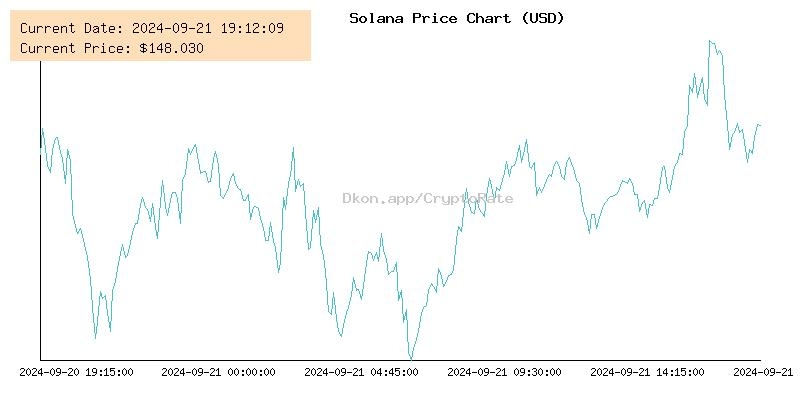 Solana Price Chart (USD)
Current Date: 2024-09-21 19:12:09
Current Price: $148.030
Dkon.app/CryptoRate
2024-09-20 19:15:00 2024-09-21 00:00:00 2024-09-21 04:45:00 2024-09-21 09:30:00 2024-09-21 14:15:00 2024-09-21